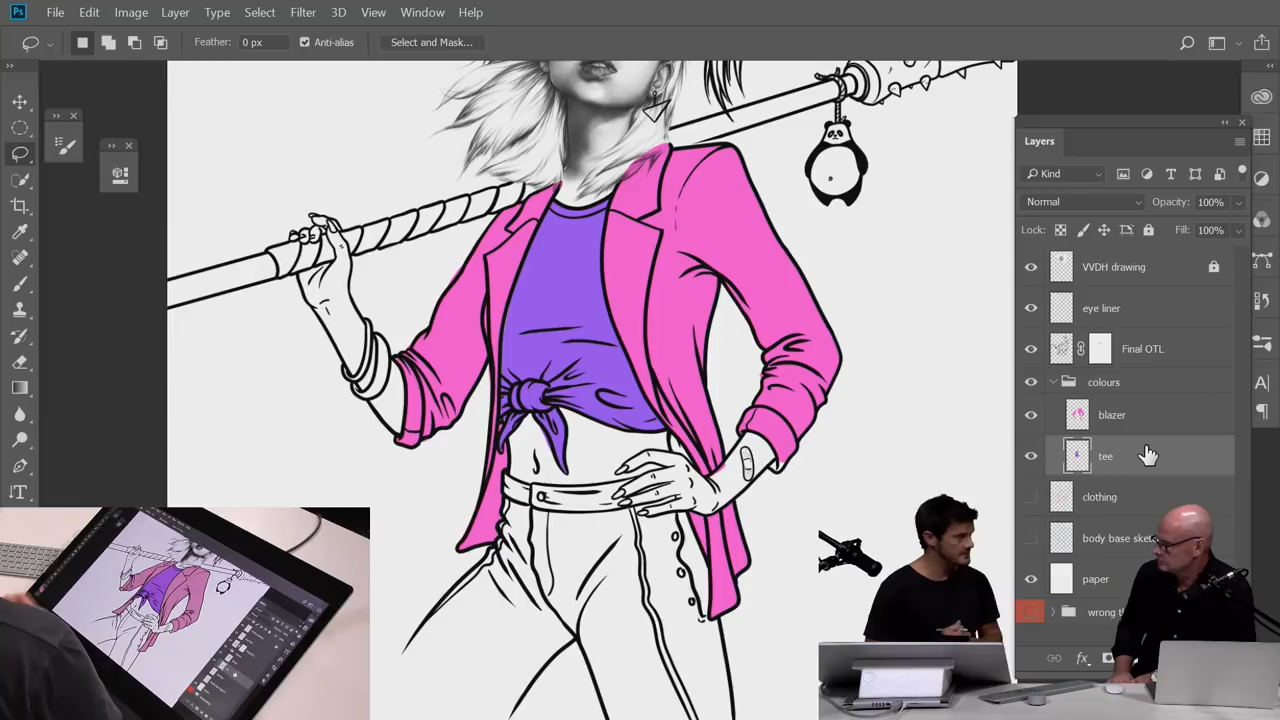 Ps File Edit Image Layer Type Select Filter 3D View Window Help
Feather: 0 px Anti-alias Select and Mask...
Layers
Kind
Normal Opacity: 100%
Lock: Fill: 100%
VVDH drawing
eye liner
Final OTL
colours
blazer
tee
clothing
body base
paper
wrong
fx